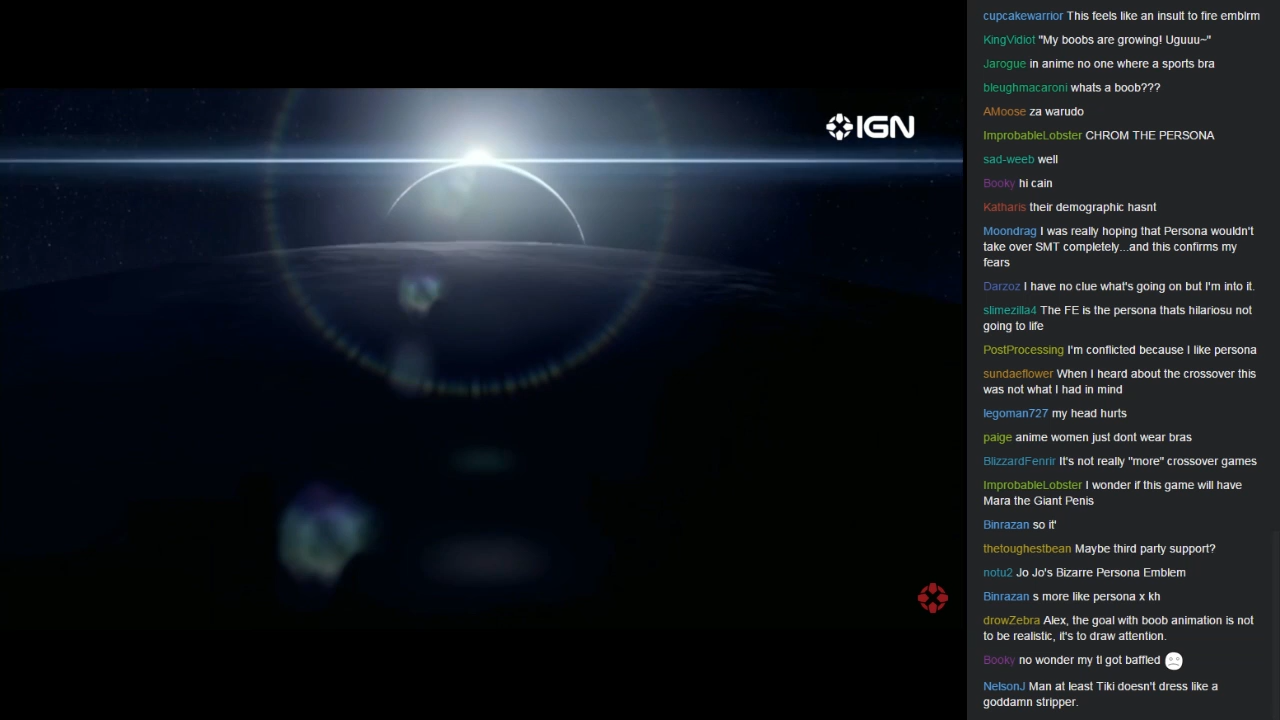 IGN
cupcakewarrior This feels like an insult to fire emblrm
KingVidiot "My boobs are growing! Uguuu~"
Jarogue in anime no one where a sports bra
bleughmacaroni whats a boob???
AMoose za warudo
ImprobableLobster CHROM THE PERSONA
sad-weeb well
Booky hi cain
Katharis their demographic hasnt
Moondrag I was really hoping that Persona wouldn't
take over SMT completely...and this confirms my
fears
Darzoz I have no clue what's going on but I'm into it.
slimezilla4 The FE is the persona thats hilariosu not
going to life
PostProcessing I'm conflicted because I like persona
sundaeflower When I heard about the crossover this
was not what I had in mind
legoman727 my head hurts
paige anime women just dont wear bras
BlizzardFenrir It's not really "more" crossover games
ImprobableLobster I wonder if this game will have
Mara the Giant Penis
Binrazan so it'
thetoughestbean Maybe third party support?
notu2 Jo Jo's Bizarre Persona Emblem
Binrazan s more like persona x kh
drowZebra Alex, the goal with boob animation is not
to be realistic, it's to draw attention.
Booky no wonder my tl got baffled
NelsonJ Man at least Tiki doesn't dress like a
goddamn stripper.